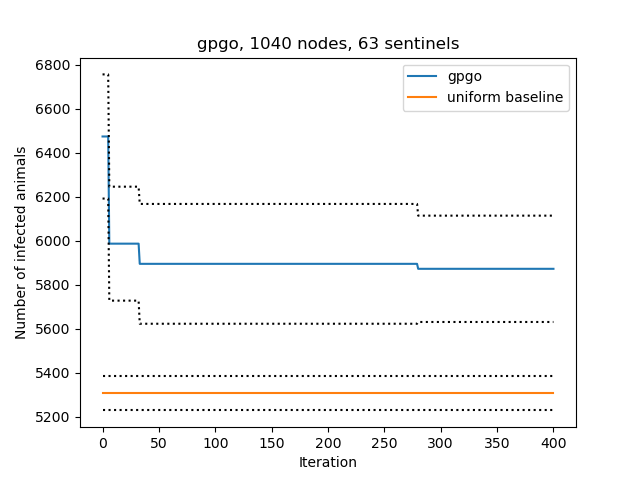 gpgo, 1040 nodes, 63 sentinels
gpgo
uniform baseline
Number of infected animals
6800
6600
6400
6200
6000
5800
5600
5400
5200
0 50 100 150 200 250 300 350 400
Iteration